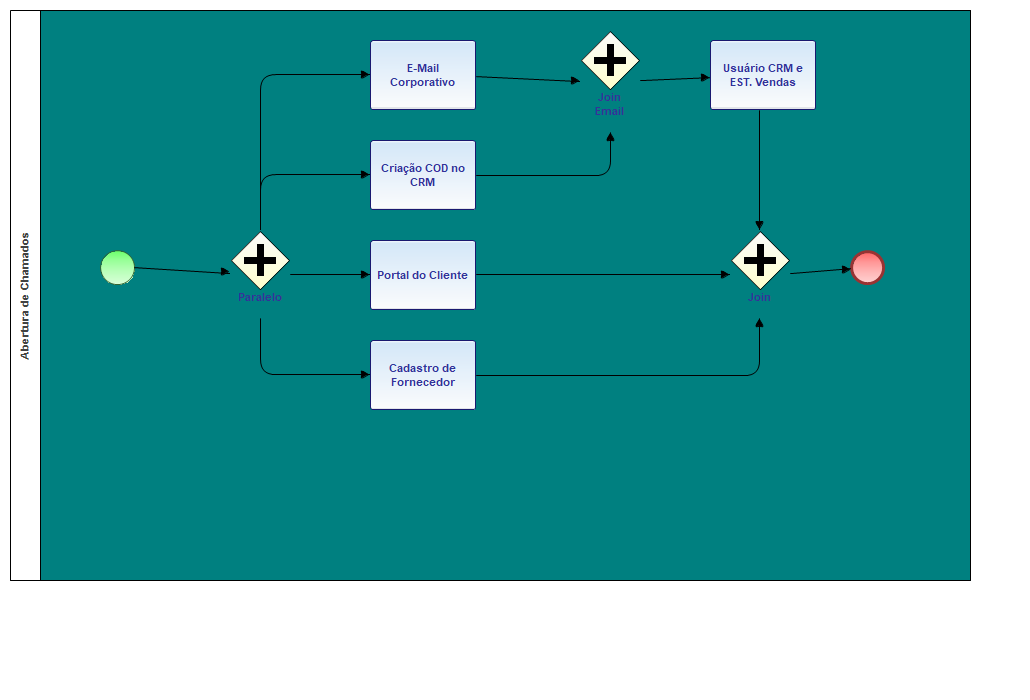 Abertura de Chamados
E-Mail
Corporativo
Join
Email
Usuário CRM e
EST. Vendas
Criação COD no
CRM
Paralelo
Portal do Cliente
Join
Cadastro de
Fornecedor